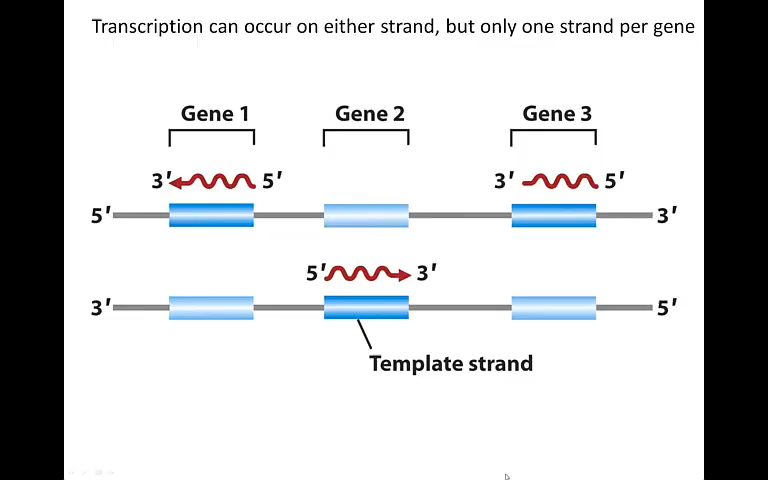 Transcription can occur on either strand, but only one strand per gene
Gene 1 Gene 2 Gene 3
3′ 5′ 3′ 5′
5′ 3′
5′ 3′
3′ 5′
Template strand